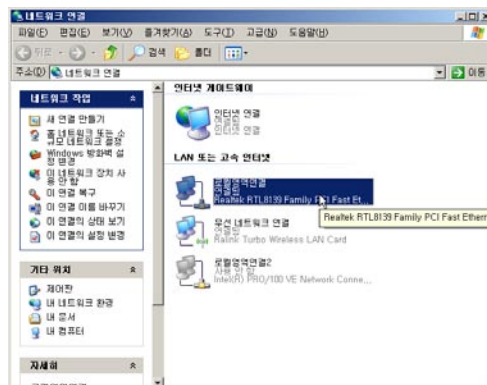 네트워크 연결
파일(F) 편집(E) 보기(V) 즐겨찾기(A) 도구(T) 고급(N) 도움말(H)
뒤로 검색 폴더
주소(D) 네트워크 연결 이동
네트워크 작업
새 연결 만들기
홈 네트워크 또는 소
규모 네트워크 설정
Windows 방화벽 설
정 변경
이 네트워크 장치 사
용 안 함
이 연결 복구
이 연결 이름 바꾸기
이 연결의 상태 보기
이 연결의 설정 변경
기타 위치
제어판
내 네트워크 환경
내 문서
내 컴퓨터
자세히
인터넷 게이트웨이
인터넷 연결
연결됨
인터넷 연결
LAN 또는 고속 인터넷
로컬영역연결
연결됨
Realtek RTL8139 Family PCI Fast Et...
Realtek RTL8139 Family PCI Fast Ethern
무선 네트워크 연결
연결됨
Ralink Turbo Wireless LAN Card
로컬영역연결2
사용 안 함
Intel(R) PRO/100 VE Network Conne...